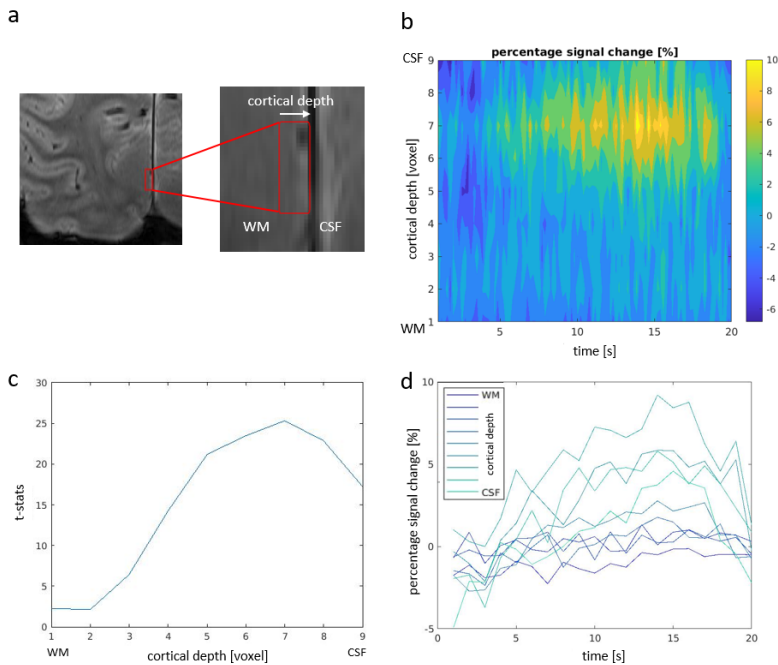 a
cortical depth
WM
CSF
b
percentage signal change [%]
CSF
9
8
7
6
5
4
3
2
1
WM
cortical depth [voxel]
5
10
15
20
time [s]
10
8
6
4
2
0
-2
-4
-6
c
30
25
20
15
10
5
0
t-stats
1
2
3
4
5
6
7
8
9
WM
cortical depth [voxel]
CSF
d
10
5
0
-5
percentage signal change [%]
WM
cortical depth
CSF
0
5
10
15
20
time [s]